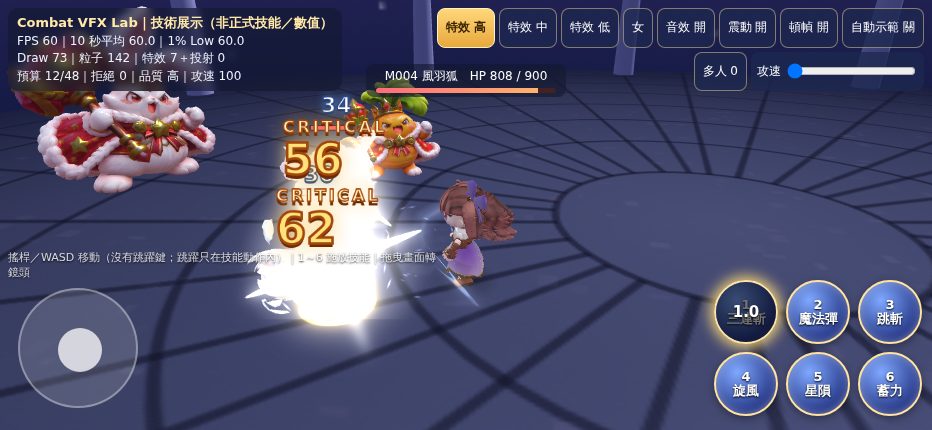 Combat VFX Lab｜技術展示（非正式技能／數值）
FPS 60｜10 秒平均 60.0｜1% Low 60.0
Draw 73｜粒子 142｜特效 7＋投射 0
預算 12/48｜拒絕 0｜品質 高｜攻速 100
特效 高
特效 中
特效 低
女
音效 開
震動 開
頓幀 開
自動示範 關
多人 0
攻速
M004 風羽狐 HP 808 / 900
34
CRITICAL
56
CRITICAL
62
搖桿／WASD 移動（沒有跳躍鍵；跳躍只在技能動作內）｜1～6 施放技能｜拖曳畫面轉
鏡頭
1
1.0
三連斬
2
魔法彈
3
跳斬
4
旋風
5
星隕
6
蓄力